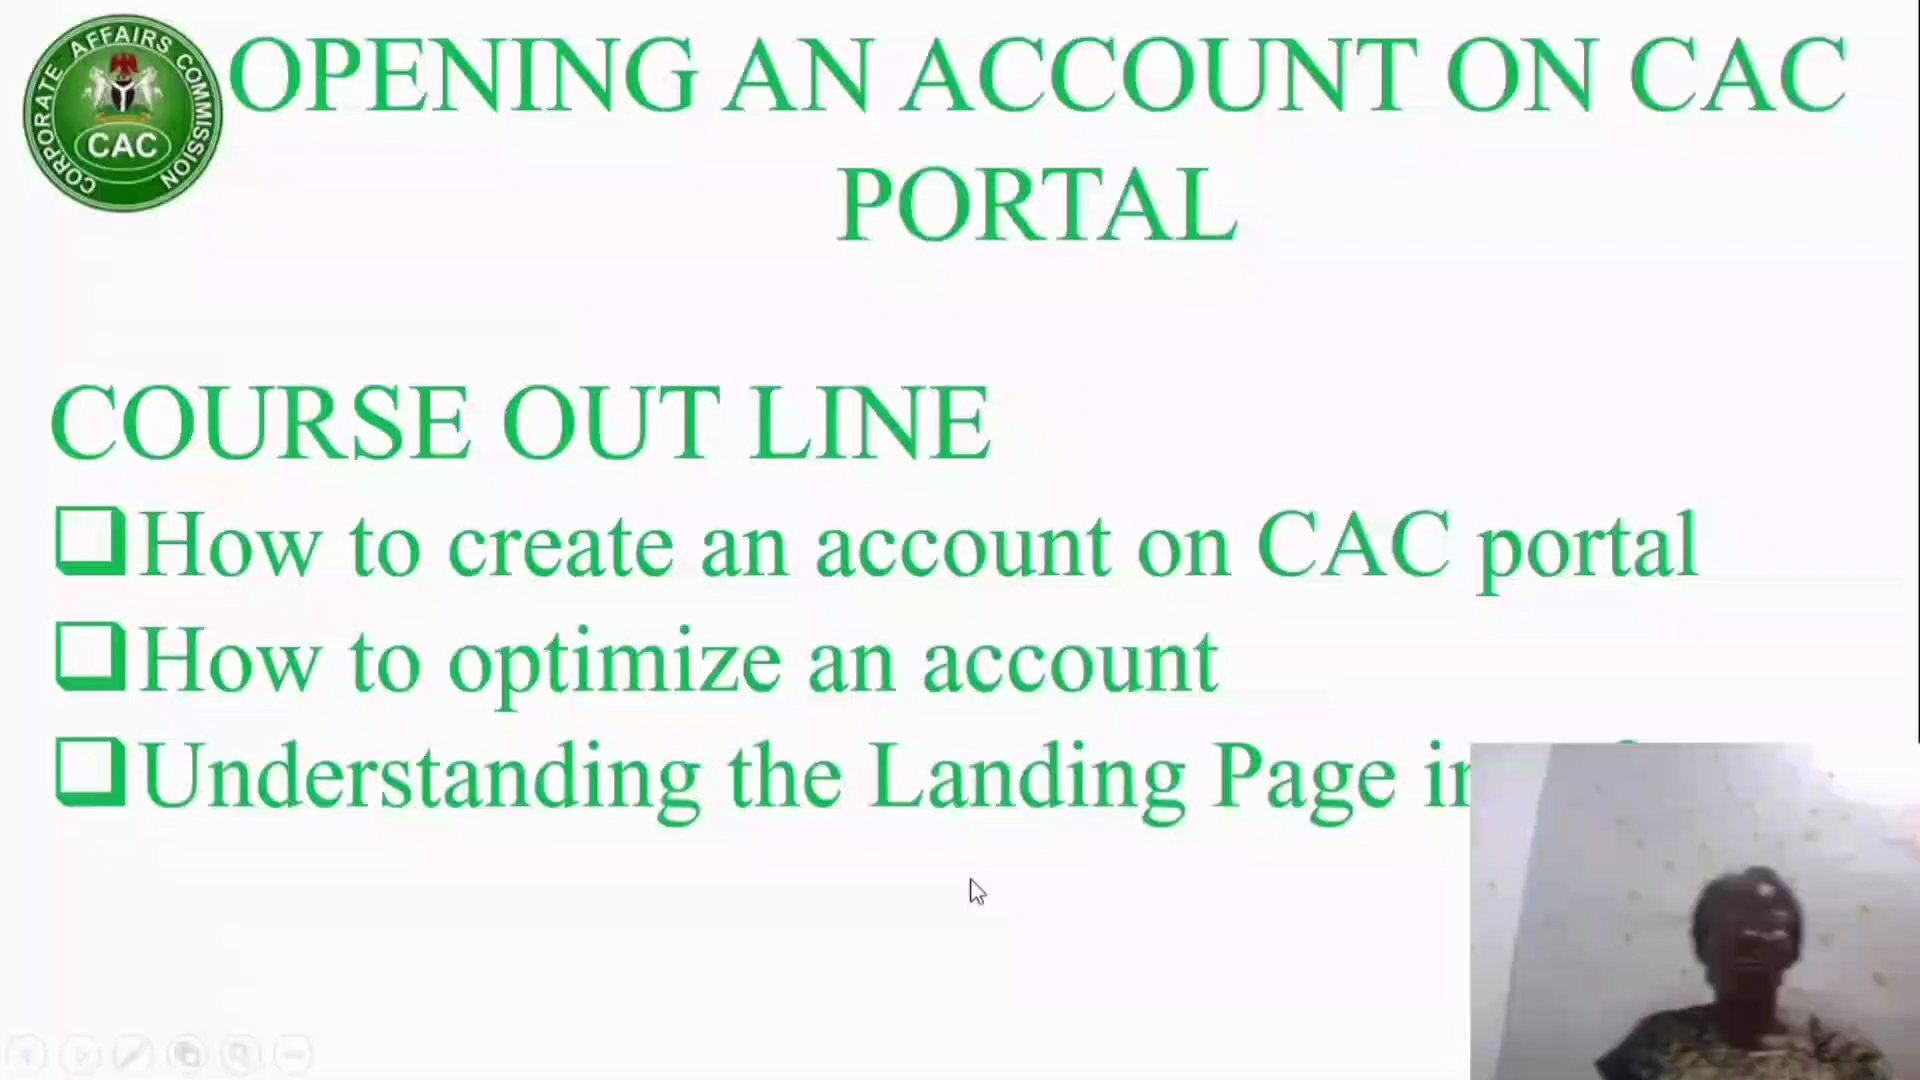 CORPORATE AFFAIRS COMMISSION
CAC
OPENING AN ACCOUNT ON CAC
PORTAL
COURSE OUT LINE
How to create an account on CAC portal
How to optimize an account
Understanding the Landing Page